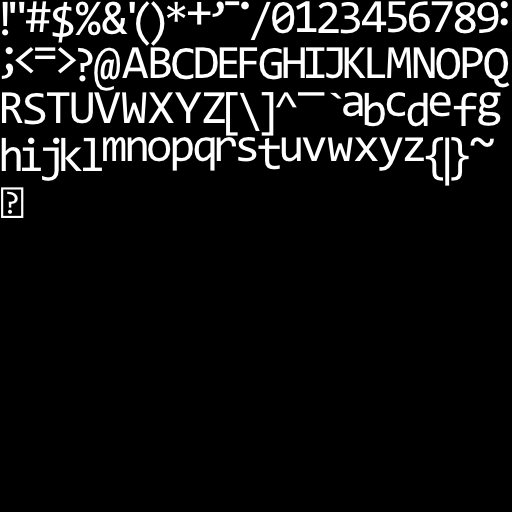 !"#$%&'()*+,-./0123456789:
;<=>?@ABCDEFGHIJKLMNOPQ
RSTUVWXYZ[\]^_`abcdefg
hijklmnopqrstuvwxyz{|}~
�